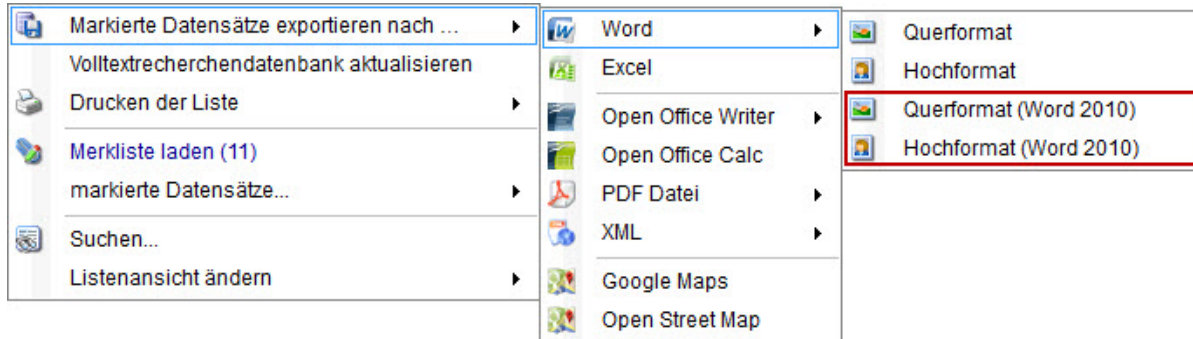 Markierte Datensätze exportieren nach ...
Volltextrecherchendatenbank aktualisieren
Drucken der Liste
Merkliste laden (11)
markierte Datensätze...
Suchen...
Listenansicht ändern
Word
Excel
Open Office Writer
Open Office Calc
PDF Datei
XML
Google Maps
Open Street Map
Querformat
Hochformat
Querformat (Word 2010)
Hochformat (Word 2010)